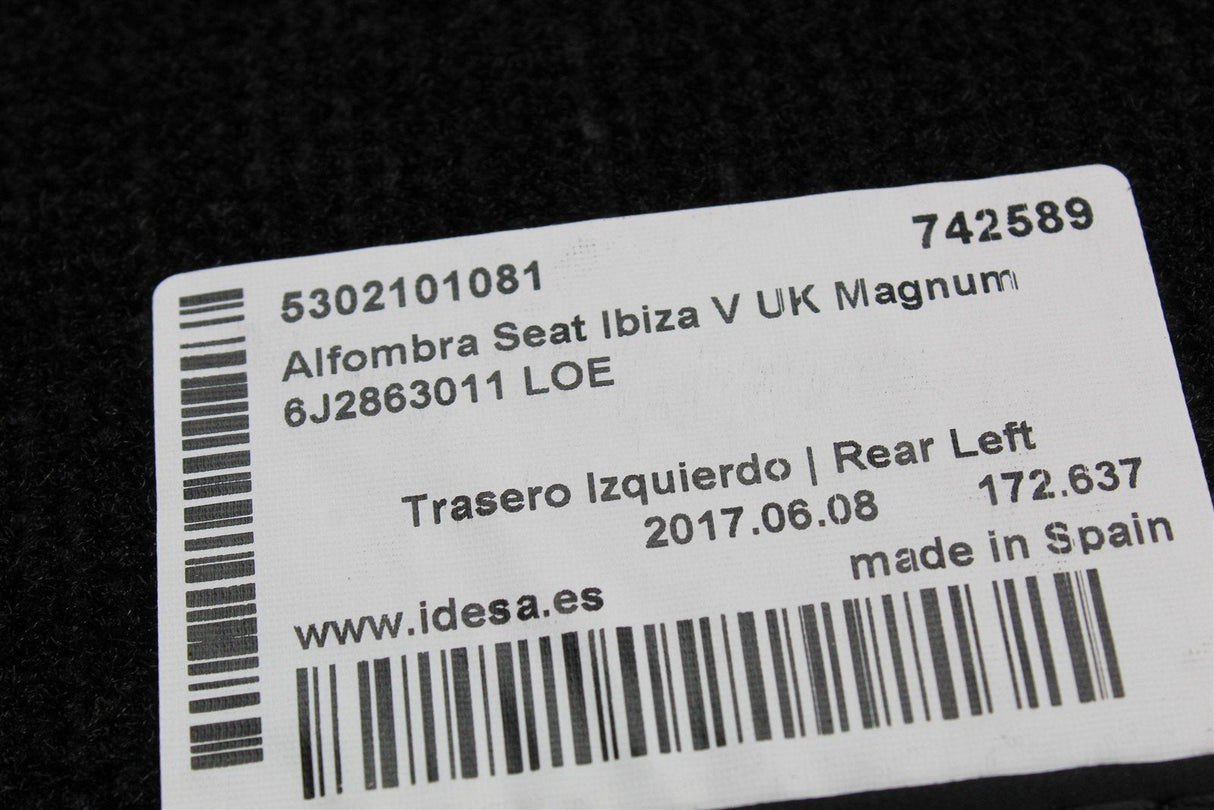 742589
5302101081
Alfombra Seat Ibiza V UK Magnum
6J2863011 LOE
Trasero Izquierdo | Rear Left
2017.06.08 172.637
made in Spain
www.idesa.es